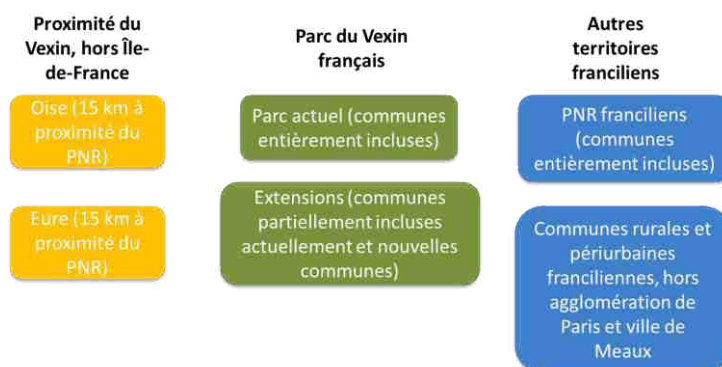 Proximité du
Vexin, hors Île-
de-France
Oise (15 km à
proximité du
PNR)
Eure (15 km à
proximité du
PNR)
Parc du Vexin
français
Parc actuel (communes
entièrement incluses)
Extensions (communes
partiellement incluses
actuellement et nouvelles
communes)
Autres
territoires
franciliens
PNR franciliens
(communes
entièrement incluses)
Communes rurales et
périurbaines
franciliennes, hors
agglomération de
Paris et ville de
Meaux